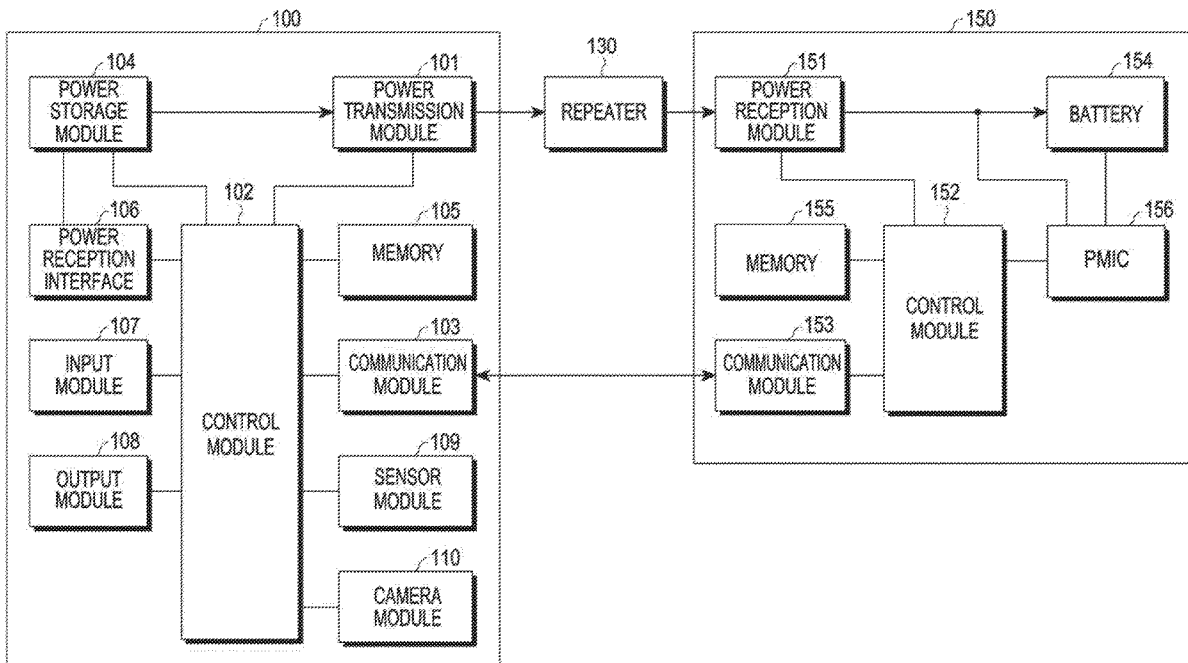 100
150
104
POWER
STORAGE
MODULE
101
POWER
TRANSMISSION
MODULE
130
REPEATER
151
POWER
RECEPTION
MODULE
154
BATTERY
106
POWER
RECEPTION
INTERFACE
102
CONTROL
MODULE
105
MEMORY
155
MEMORY
152
CONTROL
MODULE
156
PMIC
107
INPUT
MODULE
103
COMMUNICATION
MODULE
153
COMMUNICATION
MODULE
108
OUTPUT
MODULE
109
SENSOR
MODULE
110
CAMERA
MODULE